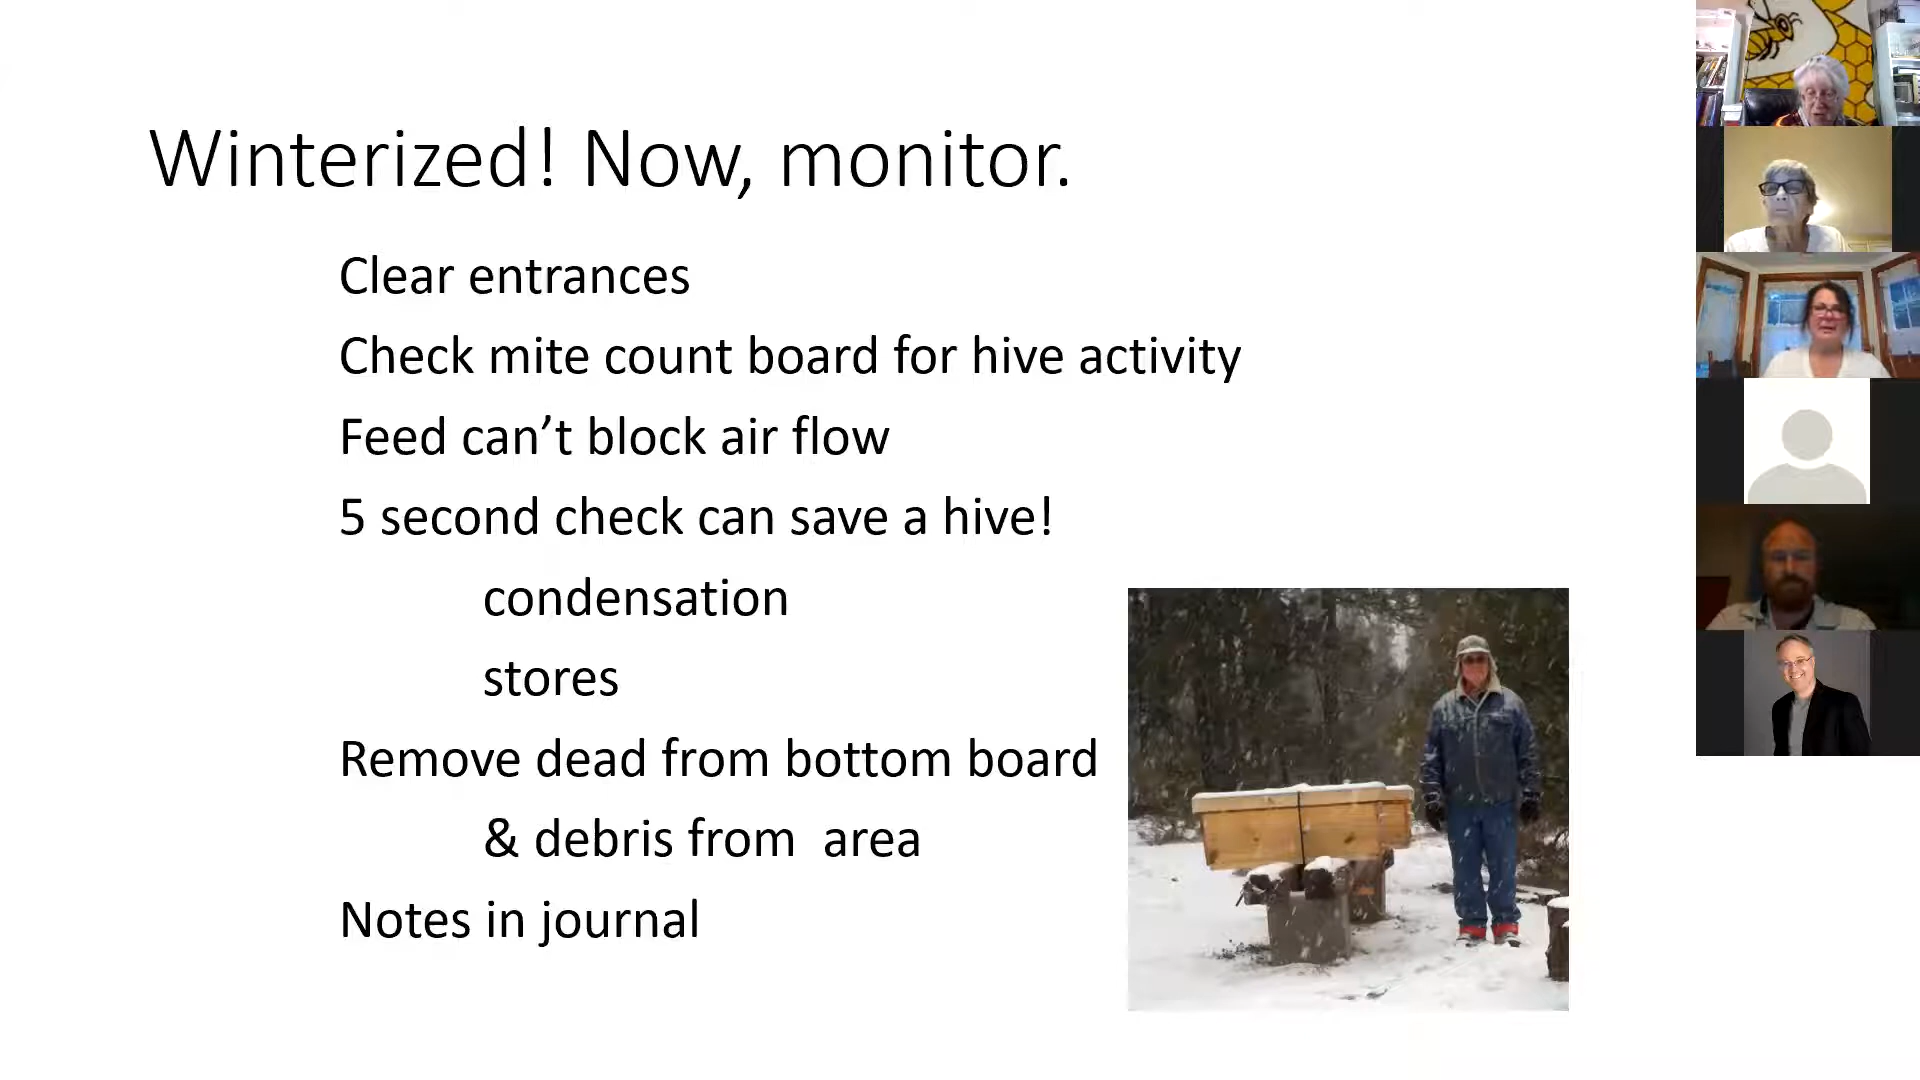 Winterized! Now, monitor.
Clear entrances
Check mite count board for hive activity
Feed can’t block air flow
5 second check can save a hive!
condensation
stores
Remove dead from bottom board
& debris from  area
Notes in journal